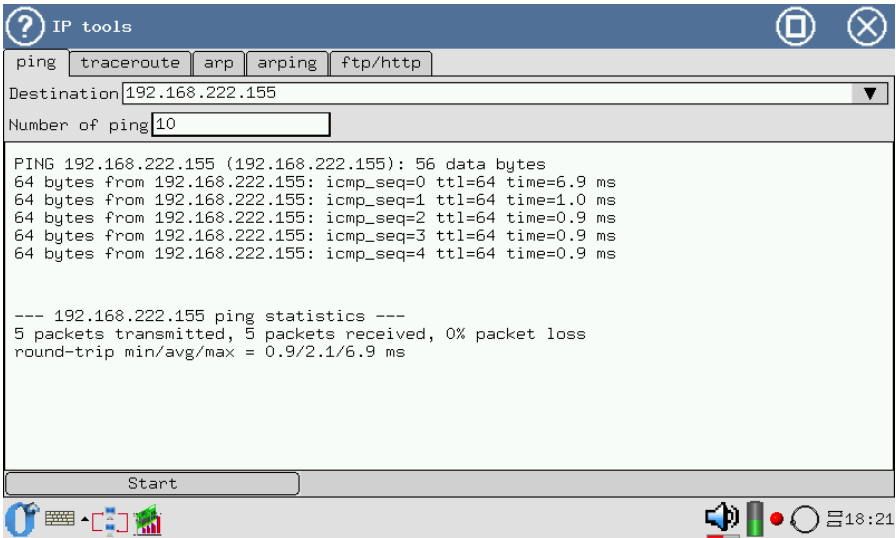 IP tools
ping traceroute arp arping ftp/http
Destination 192.168.222.155
Number of ping 10
PING 192.168.222.155 (192.168.222.155): 56 data bytes
64 bytes from 192.168.222.155: icmp_seq=0 ttl=64 time=6.9 ms
64 bytes from 192.168.222.155: icmp_seq=1 ttl=64 time=1.0 ms
64 bytes from 192.168.222.155: icmp_seq=2 ttl=64 time=0.9 ms
64 bytes from 192.168.222.155: icmp_seq=3 ttl=64 time=0.9 ms
64 bytes from 192.168.222.155: icmp_seq=4 ttl=64 time=0.9 ms
--- 192.168.222.155 ping statistics ---
5 packets transmitted, 5 packets received, 0% packet loss
round-trip min/avg/max = 0.9/2.1/6.9 ms
Start
18:21